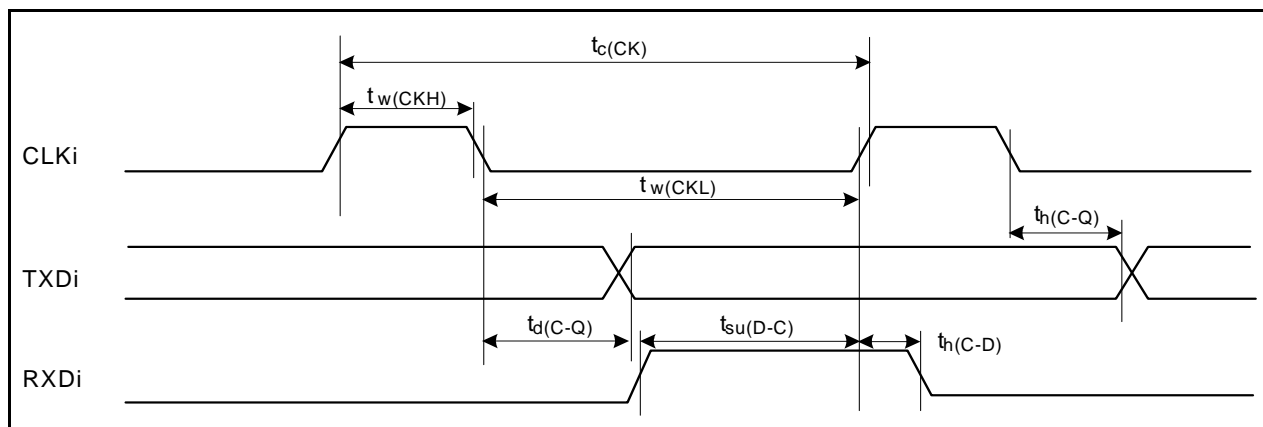 tc(CK)
tw(CKH)
CLKi
tw(CKL)
th(C-Q)
TXDi
td(C-Q)
tsu(D-C)
th(C-D)
RXDi